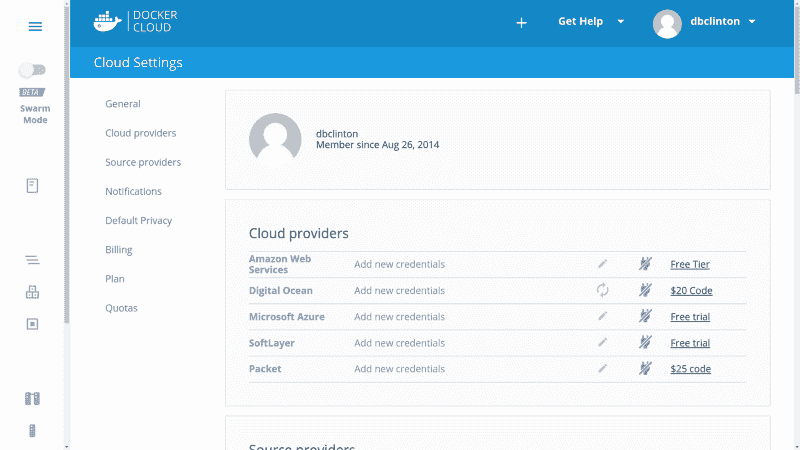 DOCKER
CLOUD
Get Help
dbclinton
Cloud Settings
BETA
Swarm
Mode
General
Cloud providers
Source providers
Notifications
Default Privacy
Billing
Plan
Quotas
dbclinton
Member since Aug 26, 2014
Cloud providers
Amazon Web
Services
Add new credentials
Free Tier
Digital Ocean
Add new credentials
$20 Code
Microsoft Azure
Add new credentials
Free trial
SoftLayer
Add new credentials
Free trial
Packet
Add new credentials
$25 code
Source providers